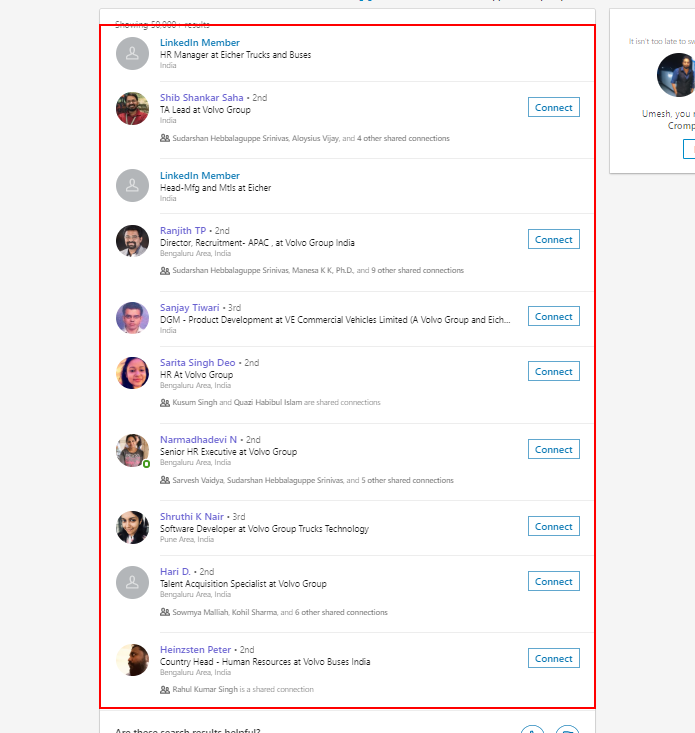 Showing 50,000+ results
LinkedIn Member
HR Manager at Eicher Trucks and Buses
India
Shib Shankar Saha • 2nd
TA Lead at Volvo Group
India
Connect
Sudarshan Hebbalaguppe Srinivas, Aloysius Vijay, and 4 other shared connections
LinkedIn Member
Head-Mfg and Mtls at Eicher
India
Ranjith TP • 2nd
Director, Recruitment- APAC , at Volvo Group India
Bengaluru Area, India
Connect
Sudarshan Hebbalaguppe Srinivas, Manesa K K, Ph.D., and 9 other shared connections
Sanjay Tiwari • 3rd
DGM - Product Development at VE Commercial Vehicles Limited (A Volvo Group and Eich...
India
Connect
Sarita Singh Deo • 2nd
HR At Volvo Group
Bengaluru Area, India
Connect
Kusum Singh and Quazi Habibul Islam are shared connections
Narmadhadevi N • 2nd
Senior HR Executive at Volvo Group
Bengaluru Area, India
Connect
Sarvesh Vaidya, Sudarshan Hebbalaguppe Srinivas, and 5 other shared connections
Shruthi K Nair • 3rd
Software Developer at Volvo Group Trucks Technology
Pune Area, India
Connect
Hari D. • 2nd
Talent Acquisition Specialist at Volvo Group
Bengaluru Area, India
Connect
Sowmya Malliah, Kohil Sharma, and 6 other shared connections
Heinzsten Peter • 2nd
Country Head - Human Resources at Volvo Buses India
Bengaluru Area, India
Connect
Rahul Kumar Singh is a shared connection
Are these search results helpful?
It isn't too late to
Umesh, you